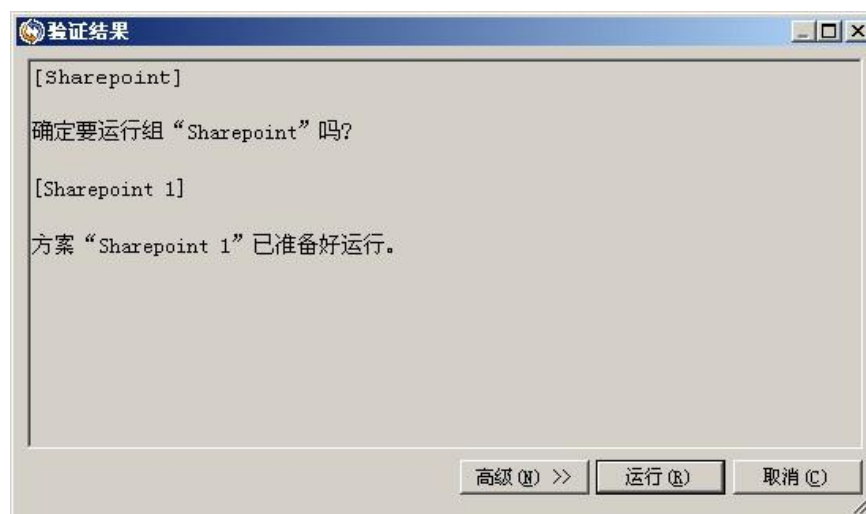 验证结果
[Sharepoint]
确定要运行组“Sharepoint”吗?
[Sharepoint 1]
方案“Sharepoint 1”已准备好运行。
高级(N) >> 运行(R) 取消(C)